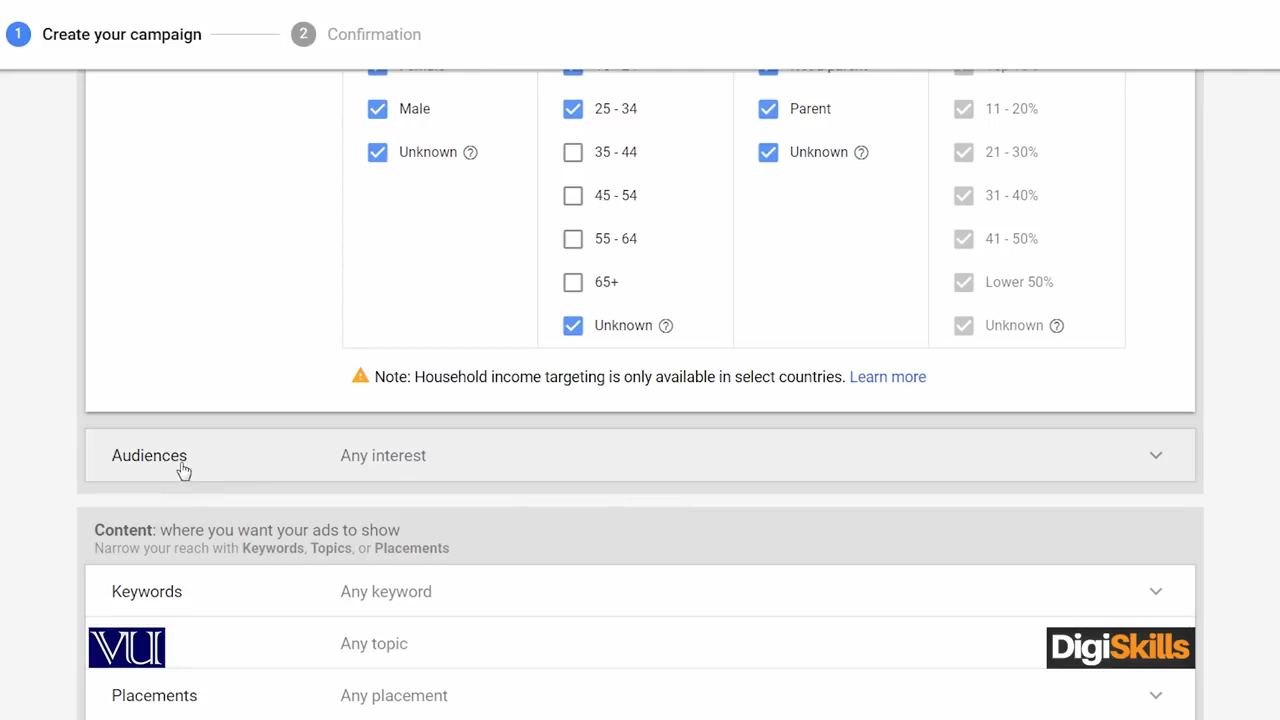 1 Create your campaign 2 Confirmation
Male 25 - 34 Parent 11 - 20%
Unknown 35 - 44 Unknown 21 - 30%
45 - 54 31 - 40%
55 - 64 41 - 50%
65+ Lower 50%
Unknown Unknown
Note: Household income targeting is only available in select countries. Learn more
Audiences Any interest
Content: where you want your ads to show
Narrow your reach with Keywords, Topics, or Placements
Keywords Any keyword
VU Any topic DigiSkills
Placements Any placement